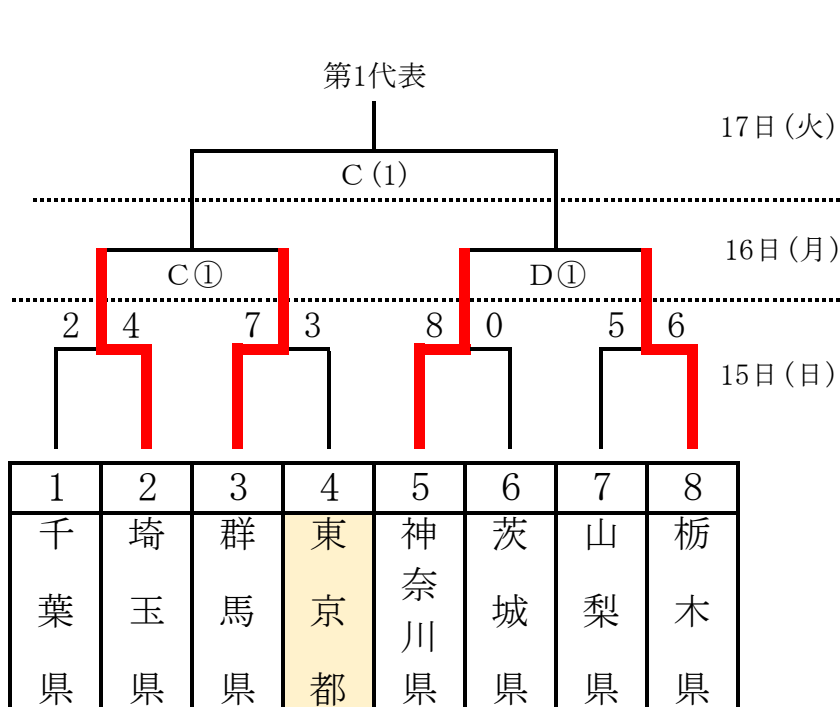 第1代表
17日(火)
C(1)
16日(月)
C① D①
2 4 7 3 8 0 5 6
15日(日)
1 2 3 4 5 6 7 8
千葉県
埼玉県
群馬県
東京都
神奈川県
茨城県
山梨県
栃木県